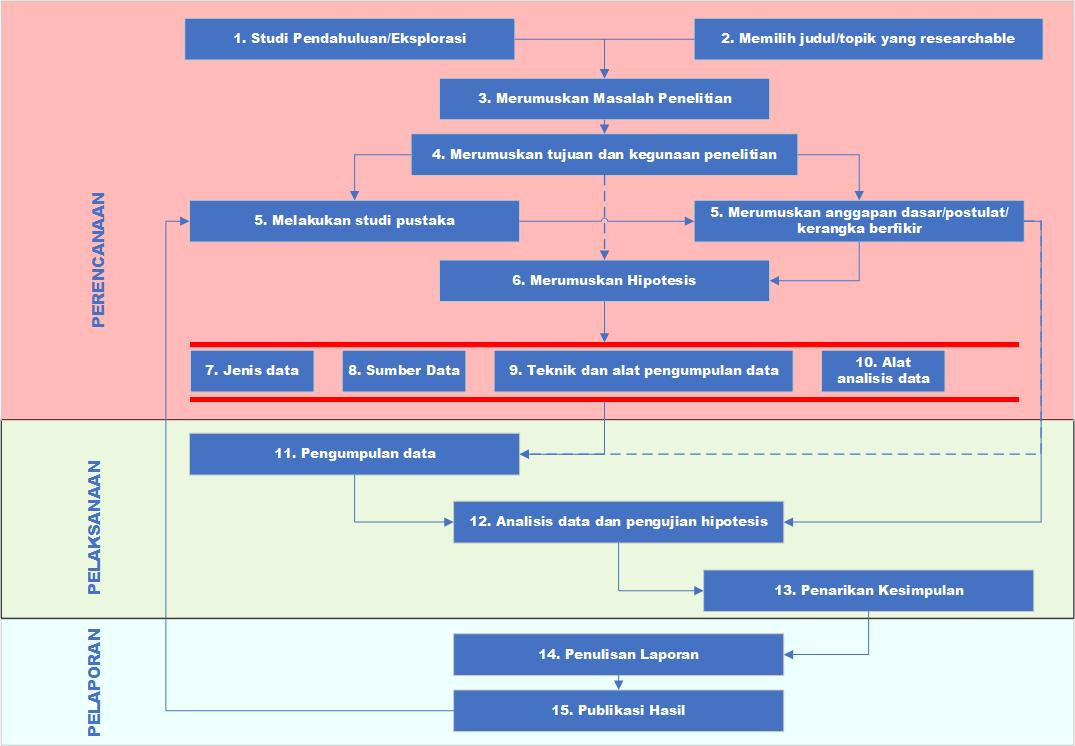 1. Studi Pendahuluan/Eksplorasi
2. Memilih judul/topik yang researchable
3. Merumuskan Masalah Penelitian
4. Merumuskan tujuan dan kegunaan penelitian
5. Melakukan studi pustaka
5. Merumuskan anggapan dasar/postulat/
kerangka berfikir
6. Merumuskan Hipotesis
PERENCANAAN
7. Jenis data
8. Sumber Data
9. Teknik dan alat pengumpulan data
10. Alat
analisis data
11. Pengumpulan data
12. Analisis data dan pengujian hipotesis
PELAKSANAAN
13. Penarikan Kesimpulan
14. Penulisan Laporan
PELAPORAN
15. Publikasi Hasil